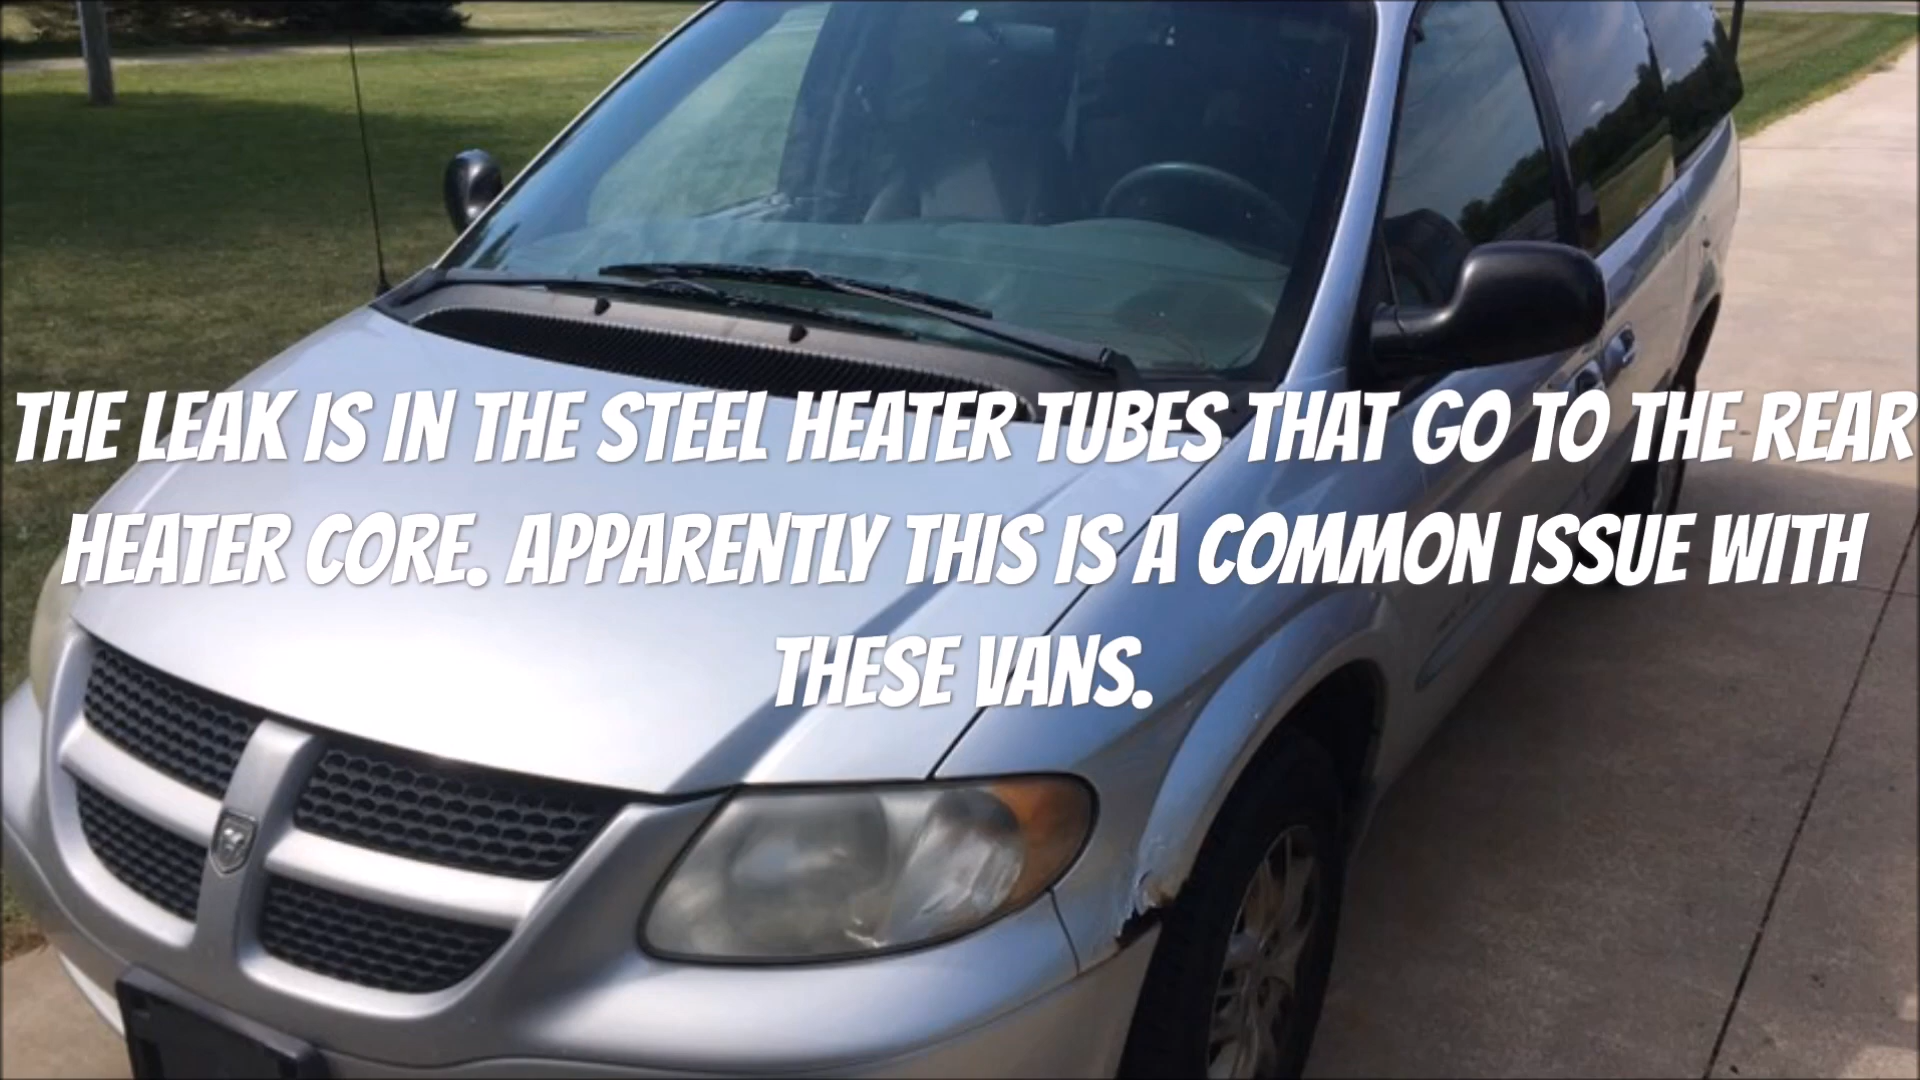 THE LEAK IS IN THE STEEL HEATER TUBES THAT GO TO THE REAR
HEATER CORE. APPARENTLY THIS IS A COMMON ISSUE WITH
THESE VANS.